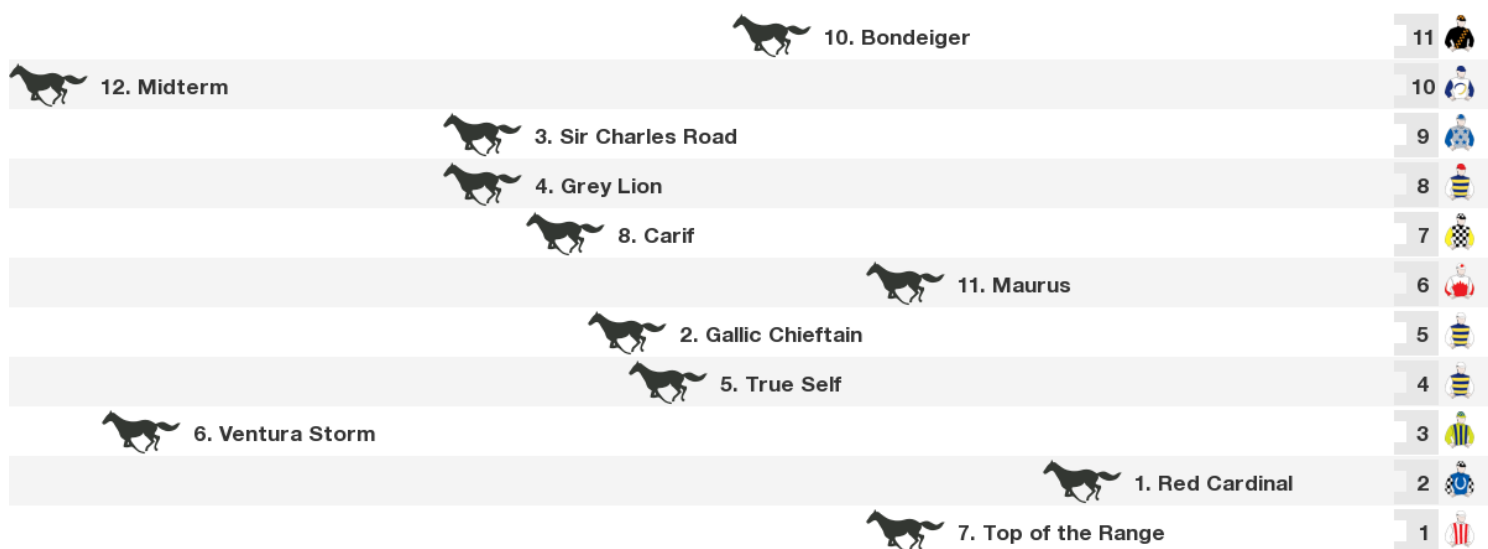 10. Bondeiger 11
12. Midterm 10
3. Sir Charles Road 9
4. Grey Lion 8
8. Carif 7
11. Maurus 6
2. Gallic Chieftain 5
5. True Self 4
6. Ventura Storm 3
1. Red Cardinal 2
7. Top of the Range 1